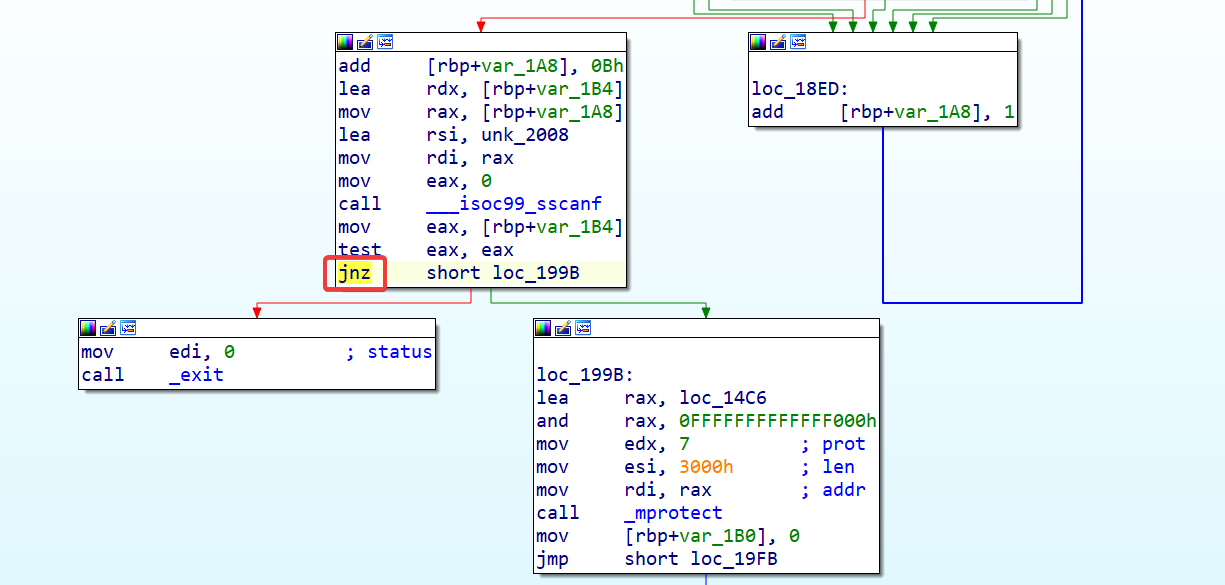 add     [rbp+var_1A8], 0Bh
lea     rdx, [rbp+var_1B4]
mov     rax, [rbp+var_1A8]
lea     rsi, unk_2008
mov     rdi, rax
mov     eax, 0
call    ___isoc99_sscanf
mov     eax, [rbp+var_1B4]
test    eax, eax
jnz     short loc_199B
loc_18ED:
add     [rbp+var_1A8], 1
mov     edi, 0          ; status
call    _exit
loc_199B:
lea     rax, loc_14C6
and     rax, 0FFFFFFFFFFFFF000h
mov     edx, 7          ; prot
mov     esi, 3000h      ; len
mov     rdi, rax        ; addr
call    _mprotect
mov     [rbp+var_1B0], 0
jmp     short loc_19FB